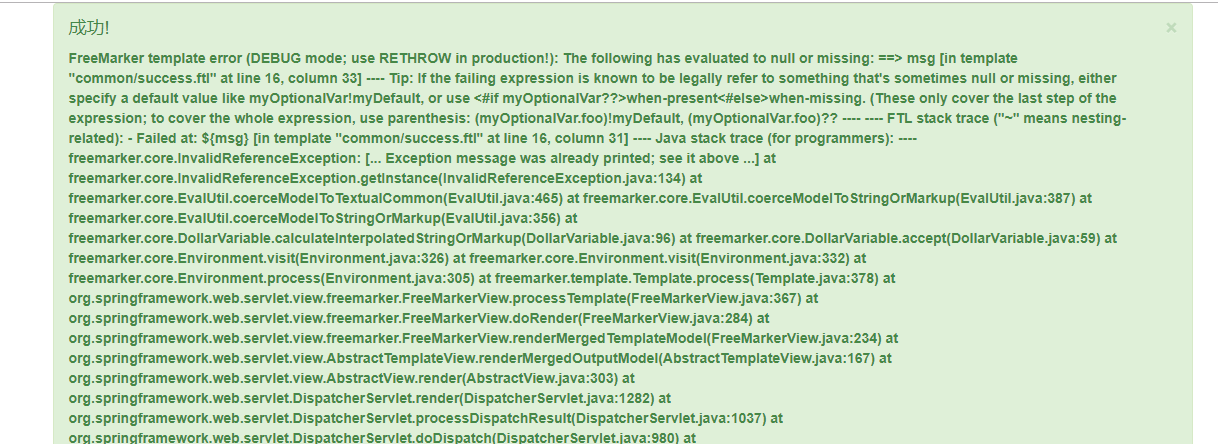 成功!
×
FreeMarker template error (DEBUG mode; use RETHROW in production!): The following has evaluated to null or missing: ==> msg [in template
"common/success.ftl" at line 16, column 33] ---- Tip: If the failing expression is known to be legally refer to something that's sometimes null or missing, either
specify a default value like myOptionalVar!myDefault, or use <#if myOptionalVar??>when-present<#else>when-missing. (These only cover the last step of the
expression; to cover the whole expression, use parenthesis: (myOptionalVar.foo)!myDefault, (myOptionalVar.foo)?? ---- ---- FTL stack trace ("~" means nesting-
related): - Failed at: ${msg} [in template "common/success.ftl" at line 16, column 31] ---- Java stack trace (for programmers): ----
freemarker.core.InvalidReferenceException: [... Exception message was already printed; see it above ...] at
freemarker.core.InvalidReferenceException.getInstance(InvalidReferenceException.java:134) at
freemarker.core.EvalUtil.coerceModelToTextualCommon(EvalUtil.java:465) at freemarker.core.EvalUtil.coerceModelToStringOrMarkup(EvalUtil.java:387) at
freemarker.core.EvalUtil.coerceModelToStringOrMarkup(EvalUtil.java:356) at
freemarker.core.DollarVariable.calculateInterpolatedStringOrMarkup(DollarVariable.java:96) at freemarker.core.DollarVariable.accept(DollarVariable.java:59) at
freemarker.core.Environment.visit(Environment.java:326) at freemarker.core.Environment.visit(Environment.java:332) at
freemarker.core.Environment.process(Environment.java:305) at freemarker.template.Template.process(Template.java:378) at
org.springframework.web.servlet.view.freemarker.FreeMarkerView.processTemplate(FreeMarkerView.java:367) at
org.springframework.web.servlet.view.freemarker.FreeMarkerView.doRender(FreeMarkerView.java:284) at
org.springframework.web.servlet.view.freemarker.FreeMarkerView.renderMergedTemplateModel(FreeMarkerView.java:234) at
org.springframework.web.servlet.view.AbstractTemplateView.renderMergedOutputModel(AbstractTemplateView.java:167) at
org.springframework.web.servlet.view.AbstractView.render(AbstractView.java:303) at
org.springframework.web.servlet.DispatcherServlet.render(DispatcherServlet.java:1282) at
org.springframework.web.servlet.DispatcherServlet.processDispatchResult(DispatcherServlet.java:1037) at
org.springframework.web.servlet.DispatcherServlet.doDispatch(DispatcherServlet.java:980) at